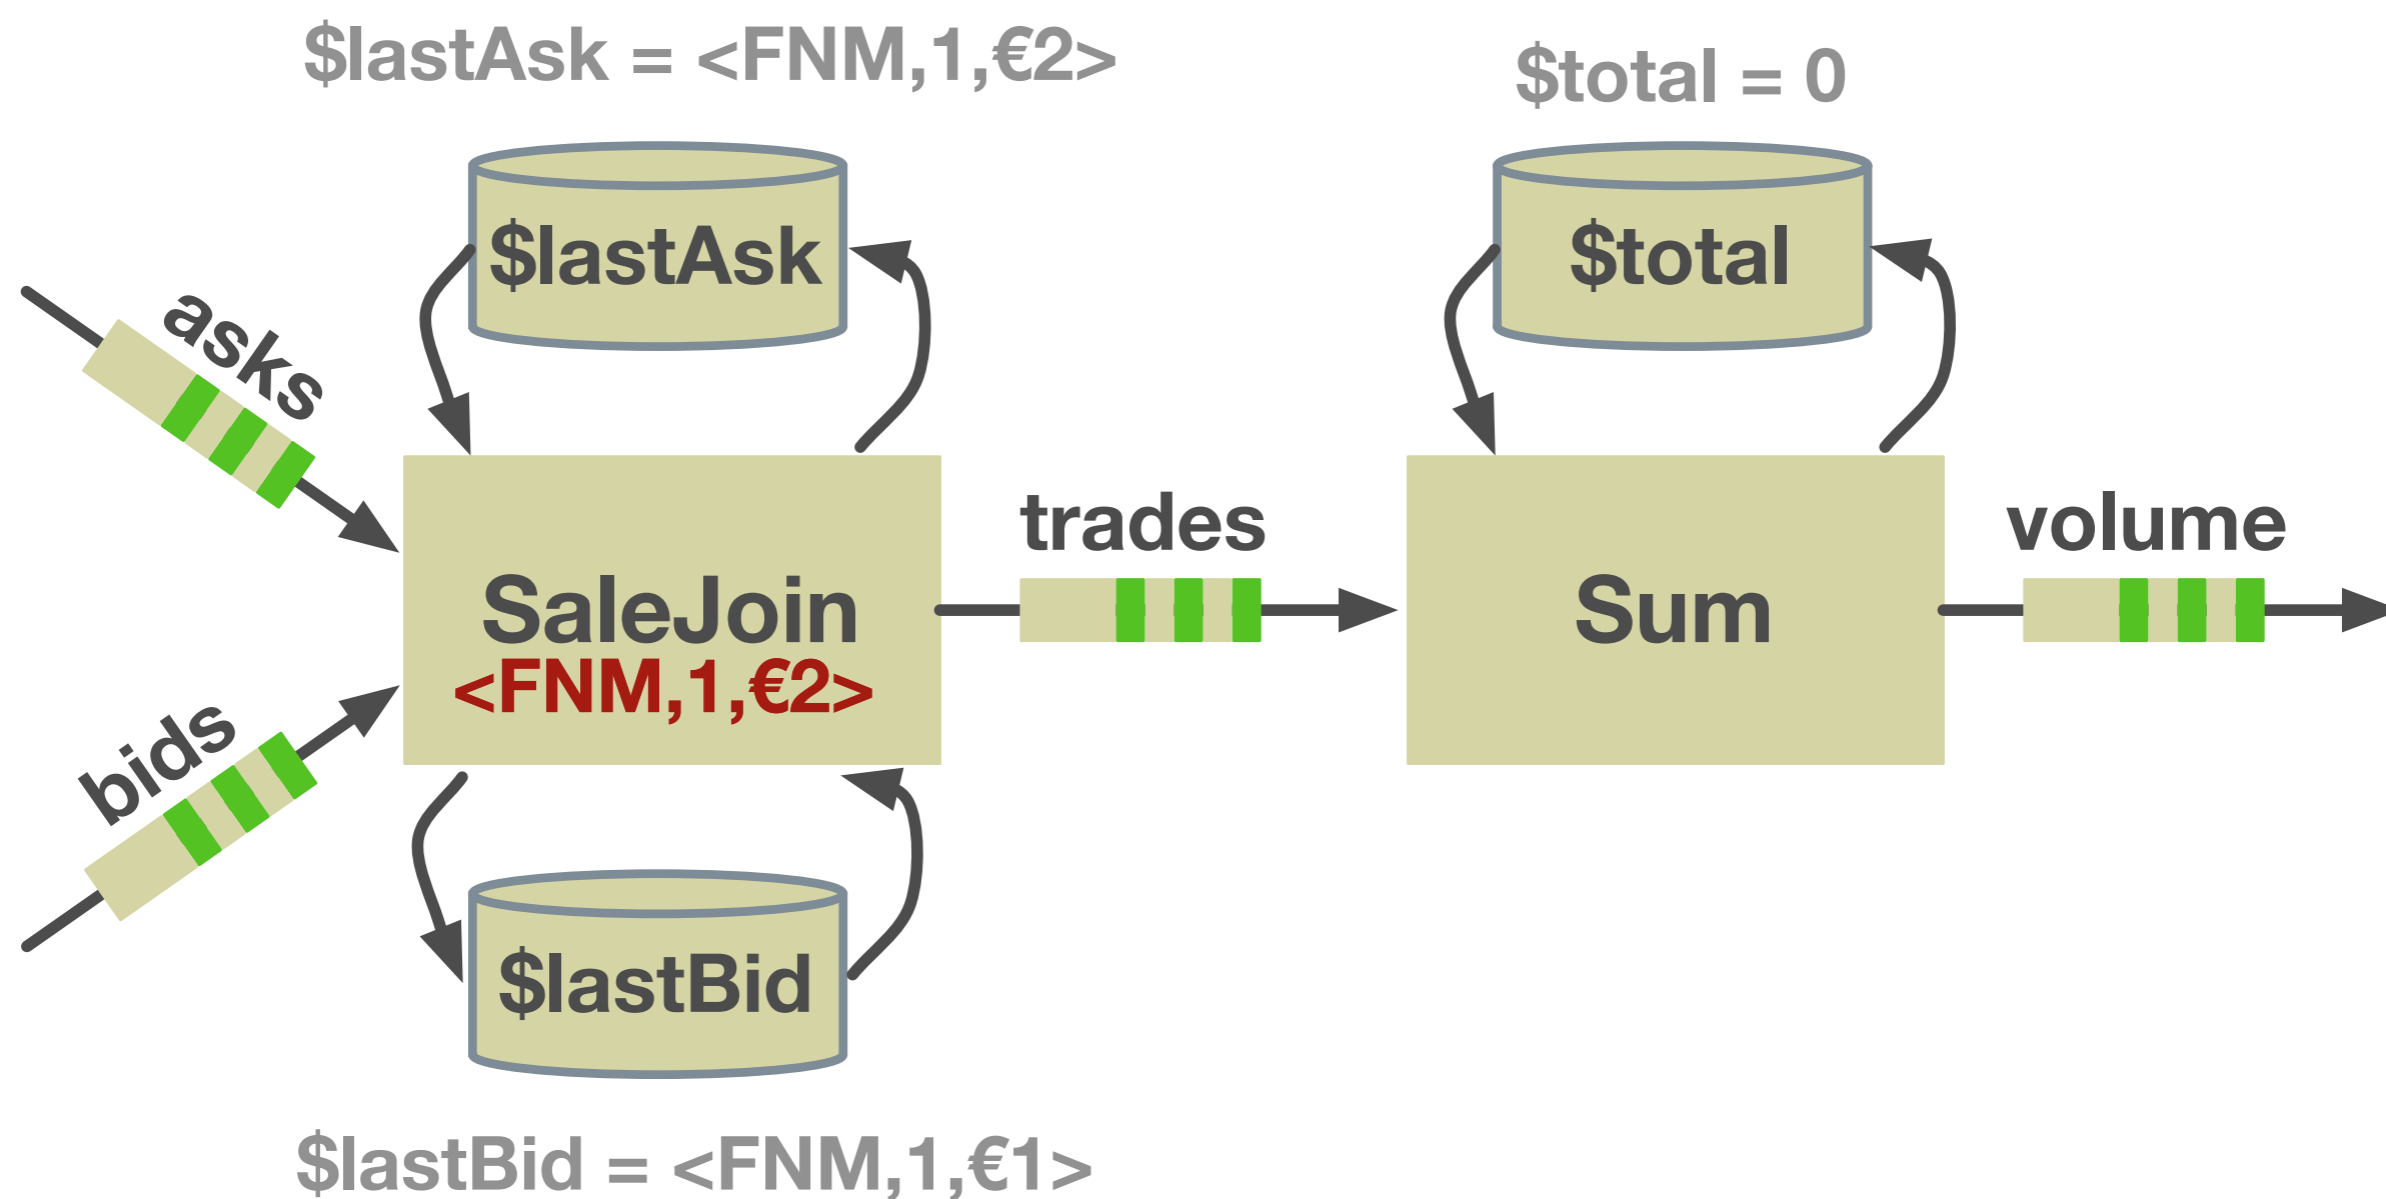 $lastAsk = <FNM,1,€2>
$total = 0
$lastAsk
$total
asks
trades
volume
SaleJoin
<FNM,1,€2>
Sum
bids
$lastBid
$lastBid = <FNM,1,€1>